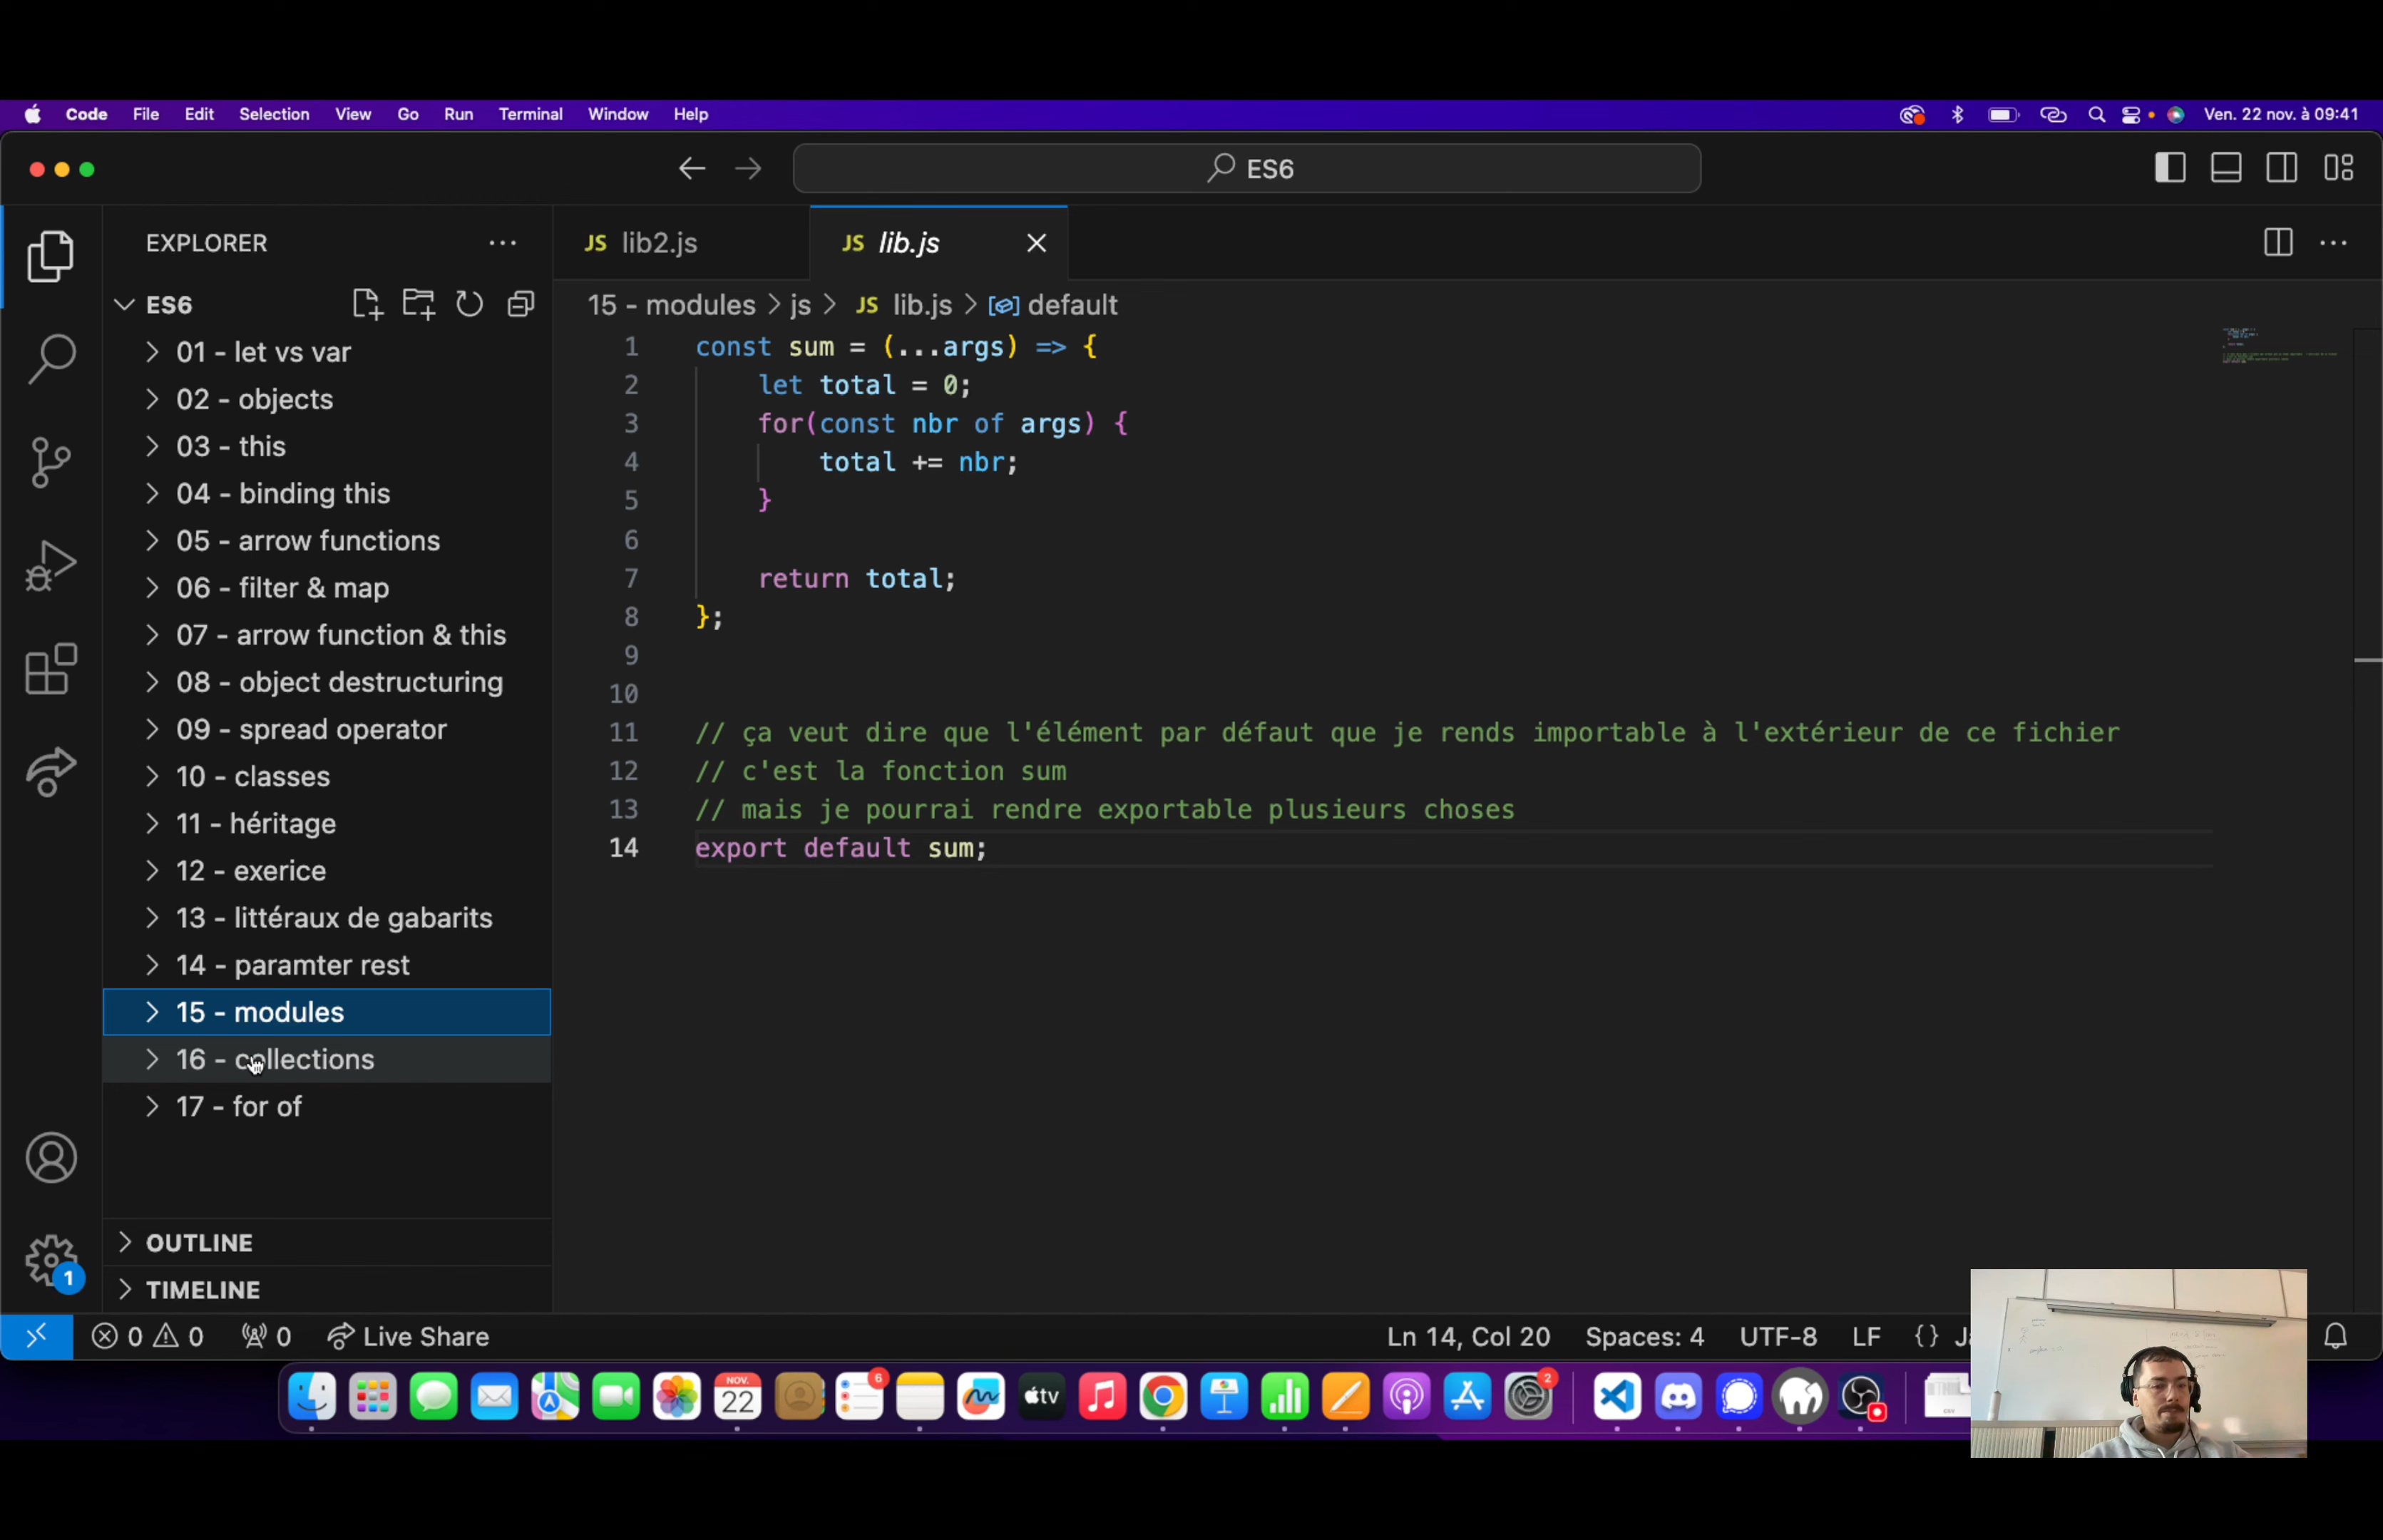 Code File Edit Selection View Go Run Terminal Window Help Ven. 22 nov. à 09:41
ES6
EXPLORER
JS lib2.js JS lib.js
ES6
15 - modules > js > JS lib.js > default
01 - let vs var
02 - objects
03 - this
04 - binding this
05 - arrow functions
06 - filter & map
07 - arrow function & this
08 - object destructuring
09 - spread operator
10 - classes
11 - héritage
12 - exerice
13 - littéraux de gabarits
14 - paramter rest
15 - modules
16 - collections
17 - for of
OUTLINE
TIMELINE
1 const sum = (...args) => {
2 let total = 0;
3 for(const nbr of args) {
4 total += nbr;
5 }
6
7 return total;
8 };
9
10
11 // ça veut dire que l'élément par défaut que je rends importable à l'extérieur de ce fichier
12 // c'est la fonction sum
13 // mais je pourrai rendre exportable plusieurs choses
14 export default sum;
1
0 0 0 Live Share Ln 14, Col 20 Spaces: 4 UTF-8 LF {}
NOV.
22
6
tv
2
CSV